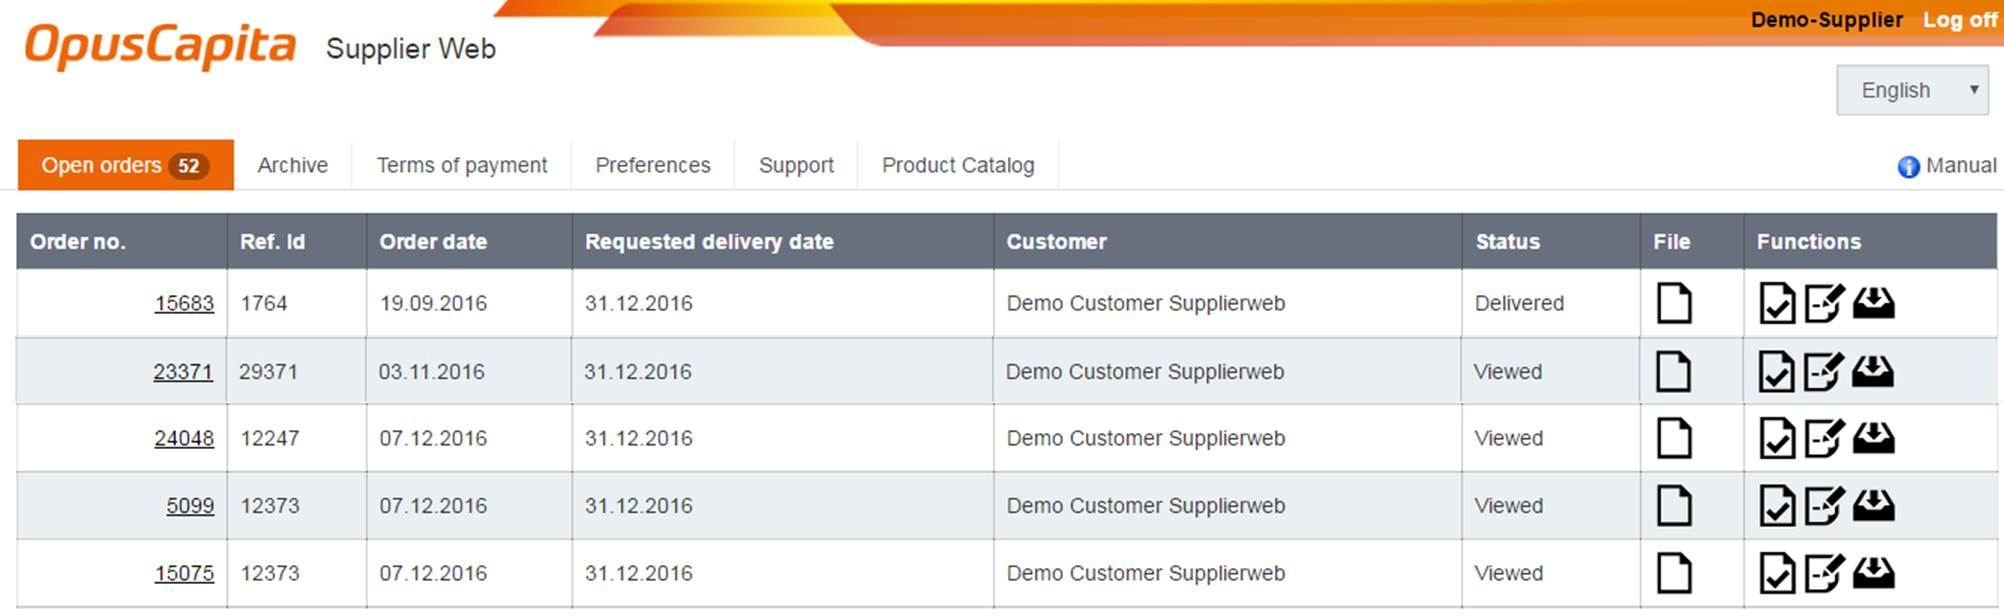 Demo-Supplier Log off
OpusCapita Supplier Web
English
Open orders 52 Archive Terms of payment Preferences Support Product Catalog Manual
Order no. Ref. Id Order date Requested delivery date Customer Status File Functions
15683 1764 19.09.2016 31.12.2016 Demo Customer Supplierweb Delivered
23371 29371 03.11.2016 31.12.2016 Demo Customer Supplierweb Viewed
24048 12247 07.12.2016 31.12.2016 Demo Customer Supplierweb Viewed
5099 12373 07.12.2016 31.12.2016 Demo Customer Supplierweb Viewed
15075 12373 07.12.2016 31.12.2016 Demo Customer Supplierweb Viewed